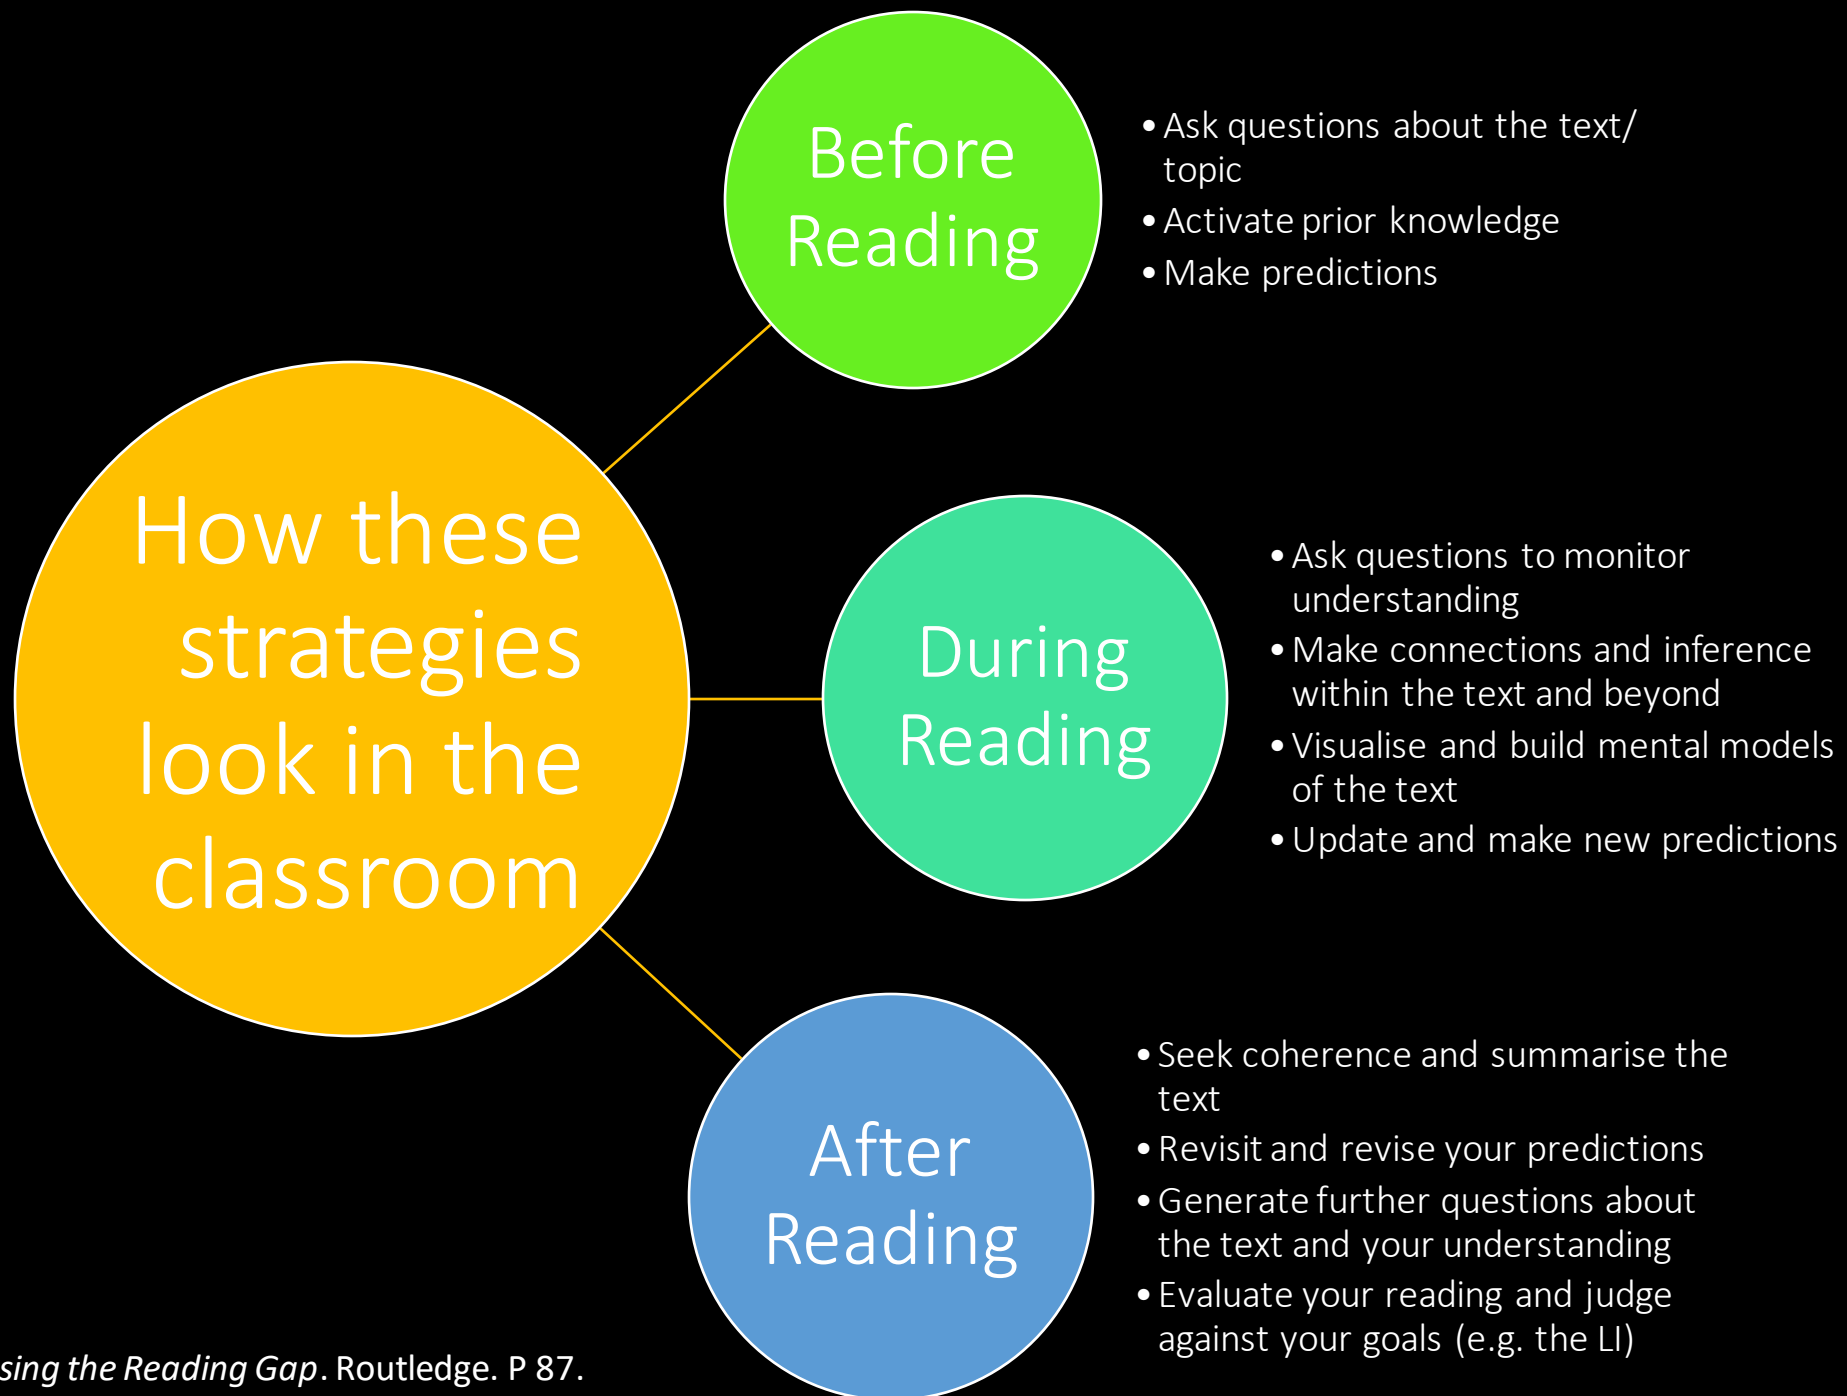 How these
strategies
look in the
classroom
Before
Reading
• Ask questions about the text/
topic
• Activate prior knowledge
• Make predictions
During
Reading
• Ask questions to monitor
understanding
• Make connections and inference
within the text and beyond
• Visualise and build mental models
of the text
• Update and make new predictions
After
Reading
• Seek coherence and summarise the
text
• Revisit and revise your predictions
• Generate further questions about
the text and your understanding
• Evaluate your reading and judge
against your goals (e.g. the LI)
sing the Reading Gap. Routledge. P 87.